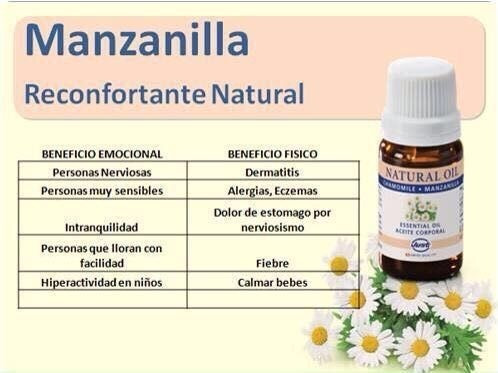 Manzanilla
Reconfortante Natural
BENEFICIO EMOCIONAL BENEFICIO FISICO
Personas Nerviosas Dermatitis
Personas muy sensibles Alergias, Eczemas
Intranquilidad Dolor de estomago por nerviosismo
Personas que lloran con facilidad Fiebre
Hiperactividad en niños Calmar bebes
NATURAL OIL
CHAMOMILE • MANZANILLA
ESSENTIAL OIL
ACEITE CORPORAL